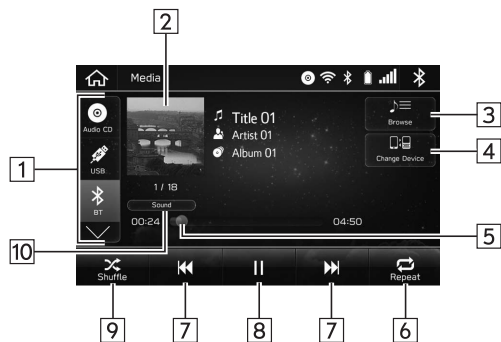 2
Media
Title 01
Artist 01
Album 01
Browse
3
Change Device
4
1
Audio CD
USB
BT
1 / 18
Sound
00:24
04:50
5
10
Shuffle
Repeat
9
7
8
7
6